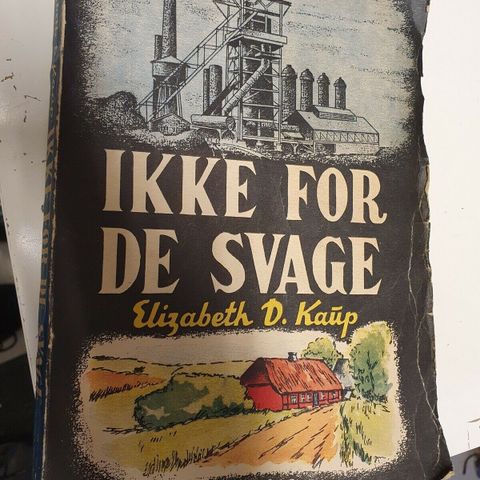 IKKE FOR
DE SVAGE
Elizabeth D. Kaup